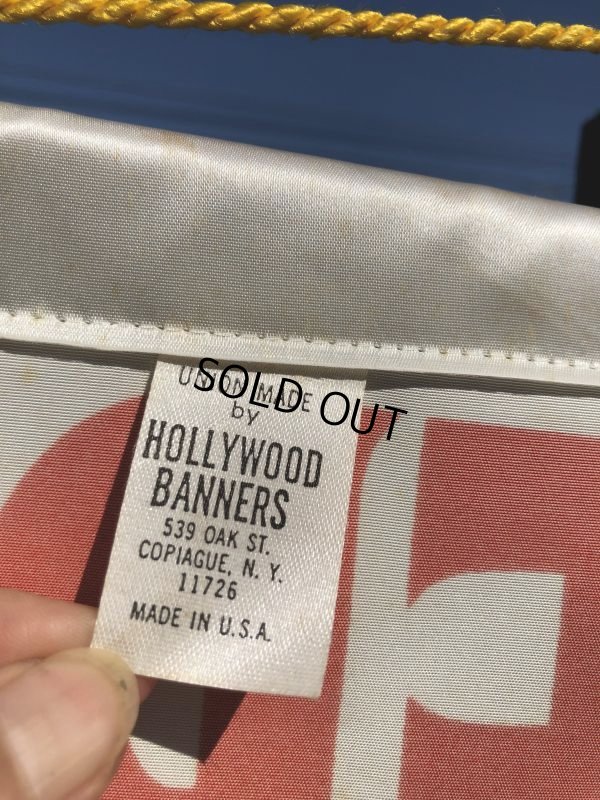 UNION MADE
SOLD OUT
by
HOLLYWOOD
BANNERS
539 OAK ST.
COPIAGUE, N. Y.
11726
MADE IN U.S.A.